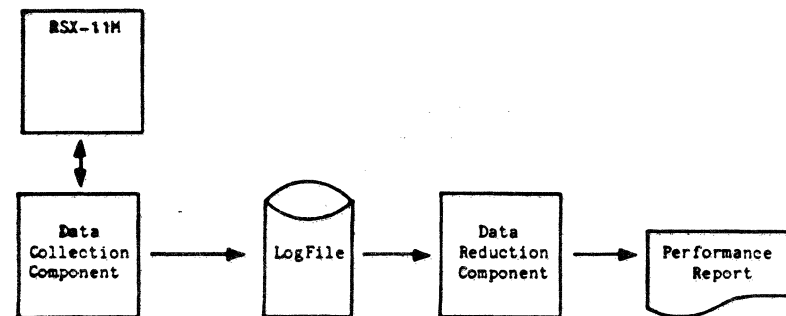 RSX-11M
Data
Collection
Component
LogFile
Data
Reduction
Component
Performance
Report